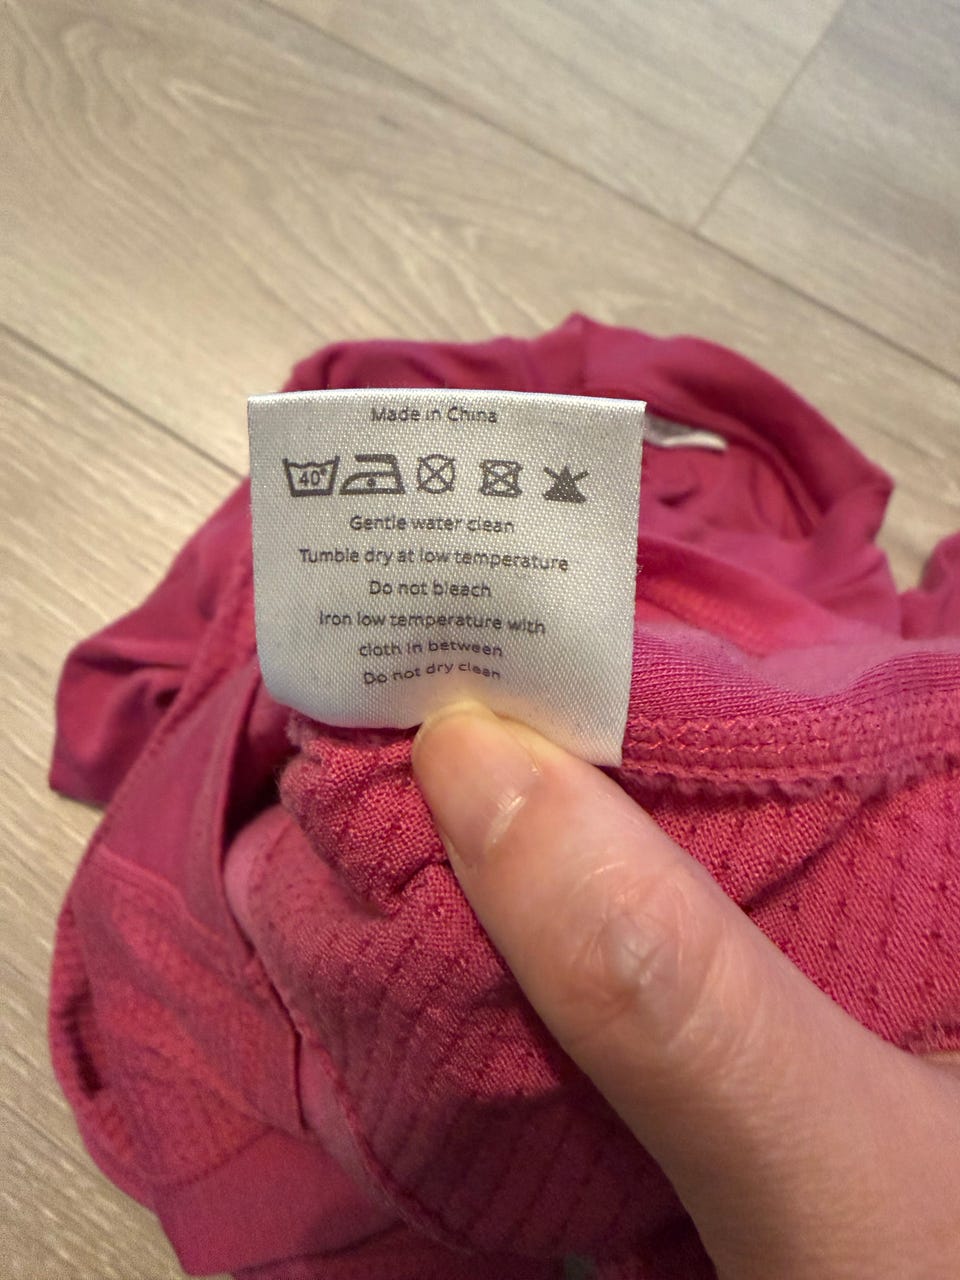 Made in China
40°
Gentle water clean
Tumble dry at low temperature
Do not bleach
Iron low temperature with
cloth in between
Do not dry clean